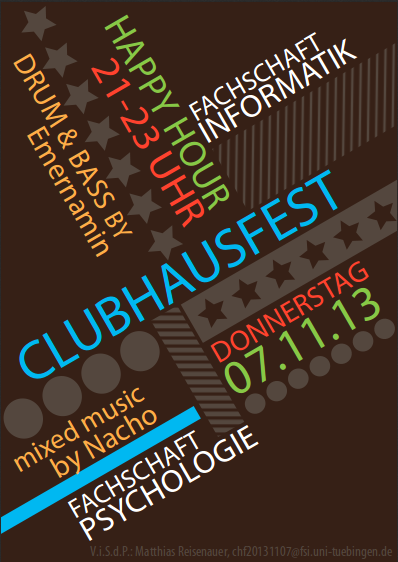 DRUM & BASS BY
Emernamin
HAPPY HOUR
21-23 UHR
FACHSCHAFT
INFORMATIK
CLUBHAUSFEST
DONNERSTAG
07.11.13
mixed music
by Nacho
FACHSCHAFT
PSYCHOLOGIE
V.i.S.d.P.: Matthias Reisenauer, chf20131107@fsi.uni-tuebingen.de